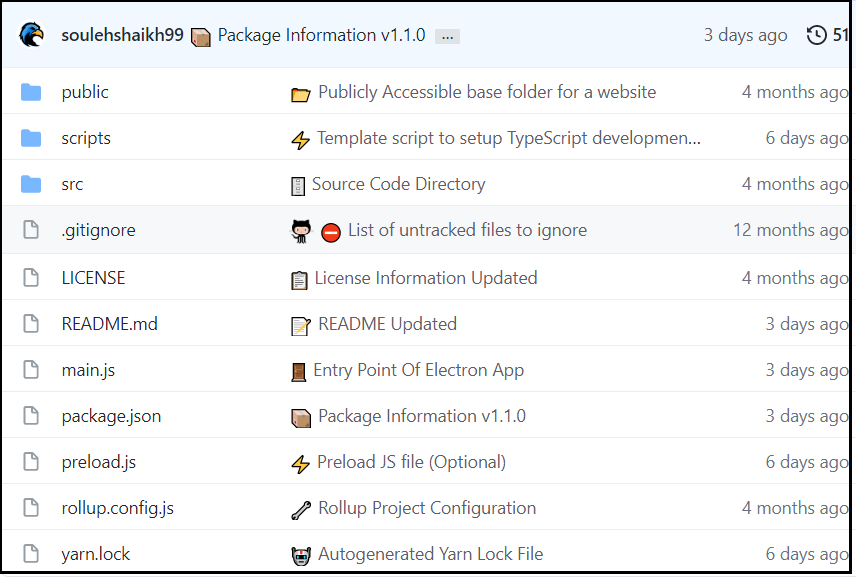 soulehshaikh99 Package Information v1.1.0 ... 3 days ago 51
public Publicly Accessible base folder for a website 4 months ago
scripts Template script to setup TypeScript developmen... 6 days ago
src Source Code Directory 4 months ago
.gitignore List of untracked files to ignore 12 months ago
LICENSE License Information Updated 4 months ago
README.md README Updated 3 days ago
main.js Entry Point Of Electron App 3 days ago
package.json Package Information v1.1.0 3 days ago
preload.js Preload JS file (Optional) 6 days ago
rollup.config.js Rollup Project Configuration 4 months ago
yarn.lock Autogenerated Yarn Lock File 6 days ago